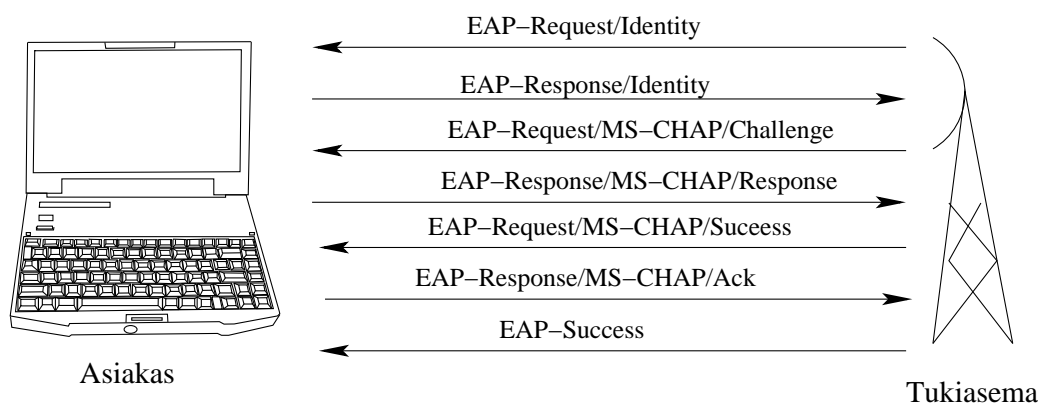 EAP−Request/Identity
EAP−Response/Identity
EAP−Request/MS−CHAP/Challenge
EAP−Response/MS−CHAP/Response
EAP−Request/MS−CHAP/Suceess
EAP−Response/MS−CHAP/Ack
EAP−Success
Asiakas
Tukiasema